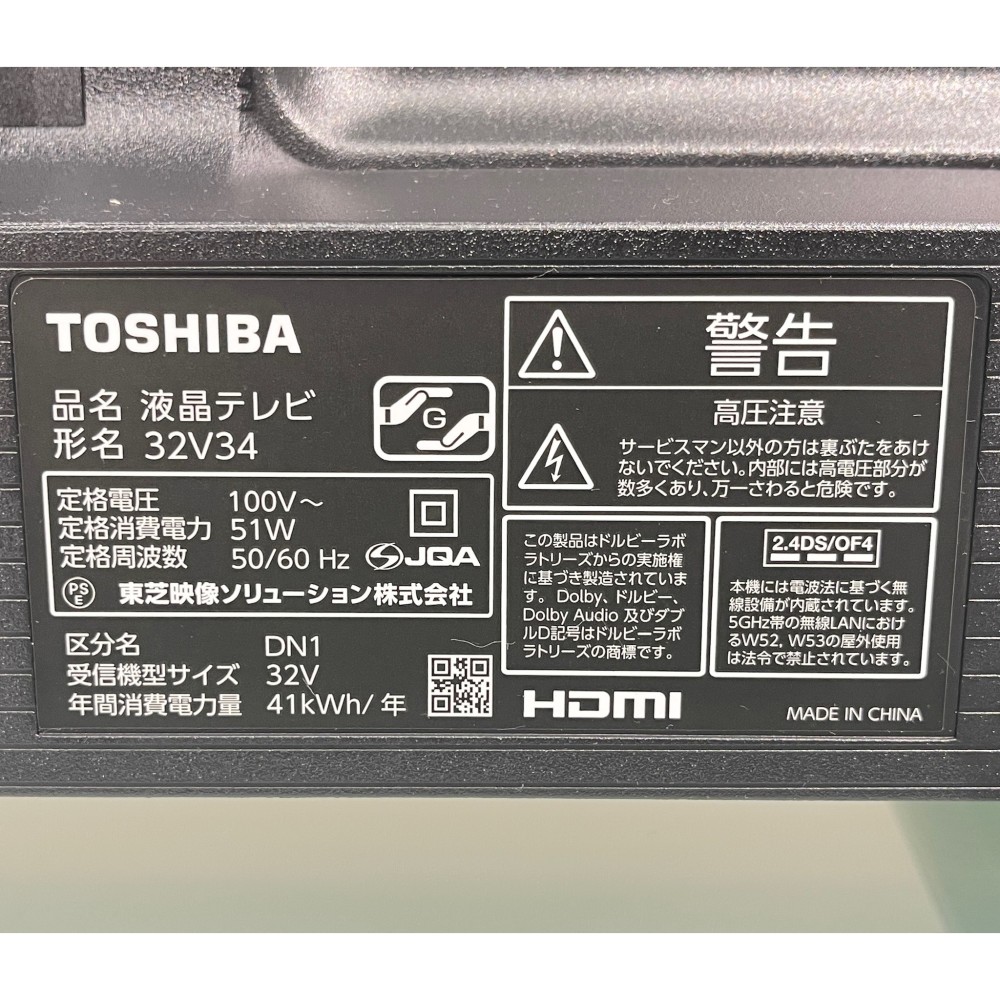 TOSHIBA
品名 液晶テレビ
形名 32V34
G
定格電圧 100V～
定格消費電力 51W
定格周波数 50/60 Hz
JQA
PS
E
東芝映像ソリューション株式会社
区分名 DN1
受信機型サイズ 32V
年間消費電力量 41kWh/年
警告
高圧注意
サービスマン以外の方は裏ぶたをあけ
ないでください。内部には高電圧部分が
数多くあり、万一さわると危険です。
この製品はドルビーラボ
ラトリーズからの実施権
に基づき製造されていま
す。Dolby、ドルビー、
Dolby Audio 及びダブ
ルD記号はドルビーラボ
ラトリーズの商標です。
2.4DS/OF4
本機には電波法に基づく無
線設備が内蔵されています。
5GHz帯の無線LANにおけ
るW52, W53の屋外使用
は法令で禁止されています。
HDMI
MADE IN CHINA